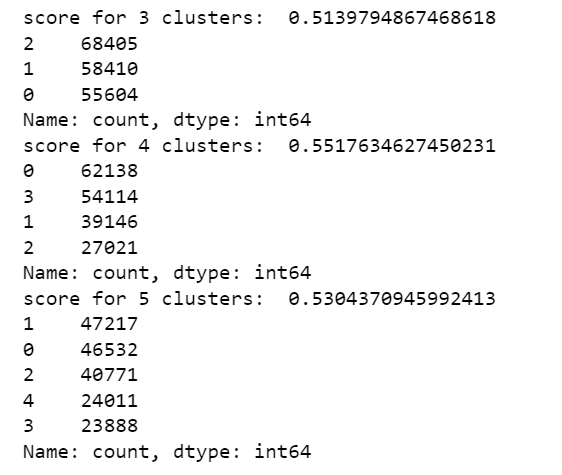 score for 3 clusters:  0.5139794867468618
2    68405
1    58410
0    55604
Name: count, dtype: int64
score for 4 clusters:  0.5517634627450231
0    62138
3    54114
1    39146
2    27021
Name: count, dtype: int64
score for 5 clusters:  0.5304370945992413
1    47217
0    46532
2    40771
4    24011
3    23888
Name: count, dtype: int64